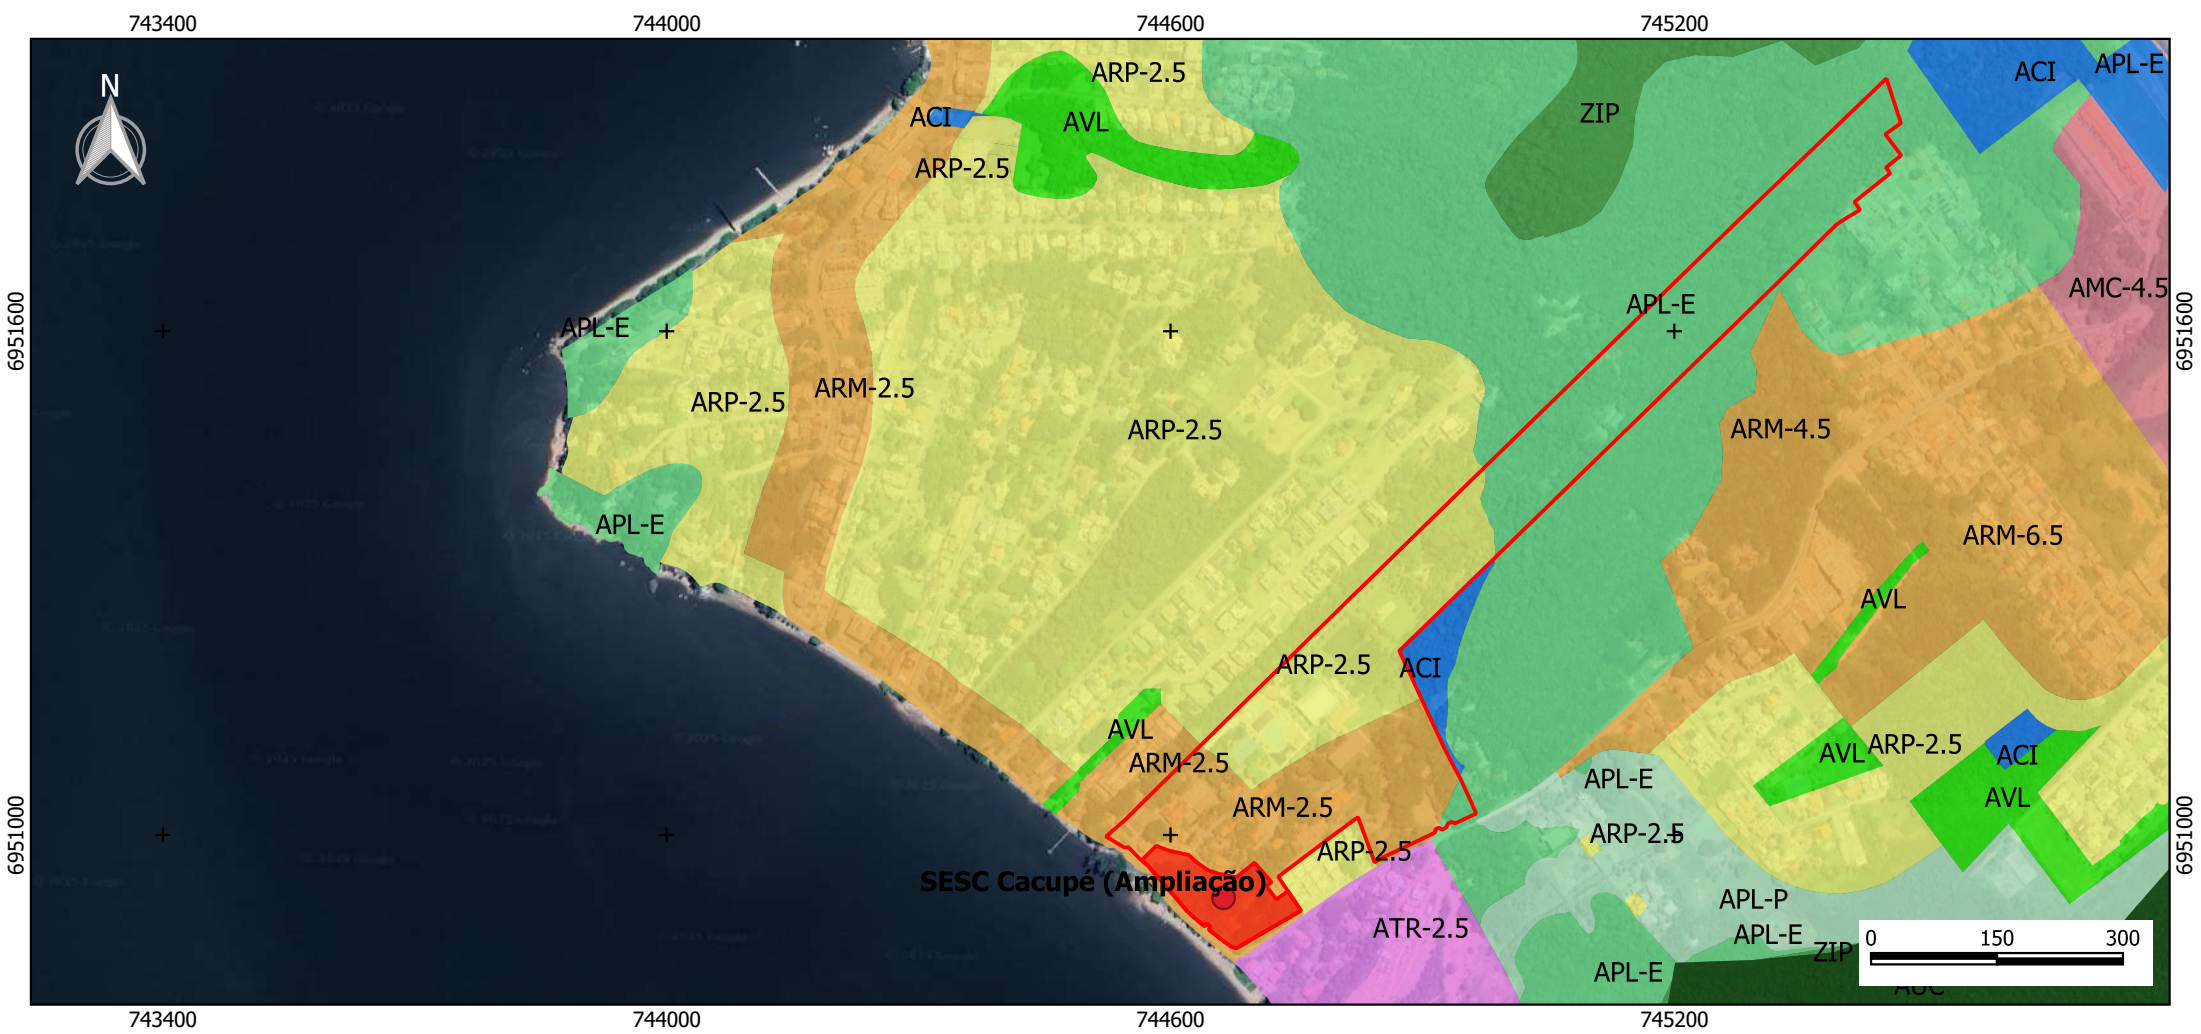 743400 744000 744600 745200
N
ARP-2.5
ACI
APL-E
ZIP
ACI
AVL
ARP-2.5
AMC-4.5
APL-E
APL-E
6951600
6951600
ARP-2.5
ARM-2.5
ARP-2.5
ARM-4.5
APL-E
ARM-6.5
AVL
ARP-2.5
ACI
AVL
ARM-2.5
AVL
ARP-2.5
ACI
APL-E
AVL
ARM-2.5
ARP-2.5
6951000
6951000
ARP-2.5
SESC Cacupé (Ampliação)
APL-P
ATR-2.5
APL-E
ZIP
0 150 300
APL-E
AUC
743400 744000 744600 745200